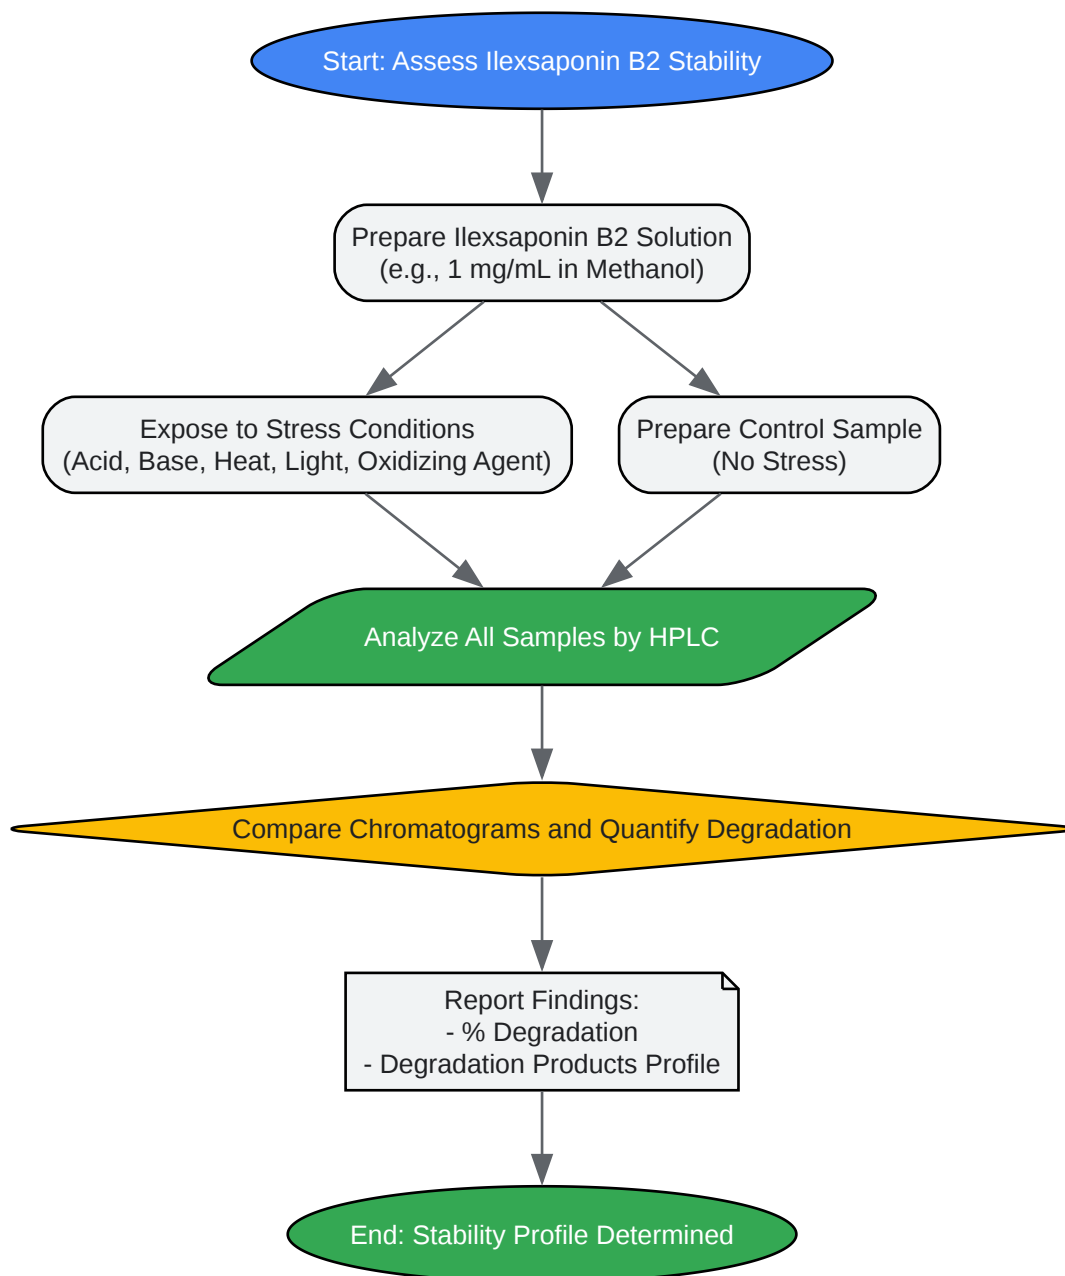 Start: Assess Ilexsaponin B2 Stability
Prepare Ilexsaponin B2 Solution
(e.g., 1 mg/mL in Methanol)
Expose to Stress Conditions
(Acid, Base, Heat, Light, Oxidizing Agent)
Prepare Control Sample
(No Stress)
Analyze All Samples by HPLC
Compare Chromatograms and Quantify Degradation
Report Findings:
- % Degradation
- Degradation Products Profile
End: Stability Profile Determined